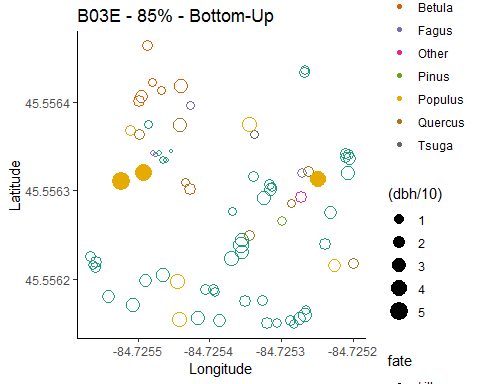 B03E - 85% - Bottom-Up
Betula
Fagus
Other
Pinus
Populus
Quercus
Tsuga
(dbh/10)
1
2
3
4
5
fate
45.5564
45.5563
45.5562
Latitude
-84.7255
-84.7254
-84.7253
-84.7252
Longitude